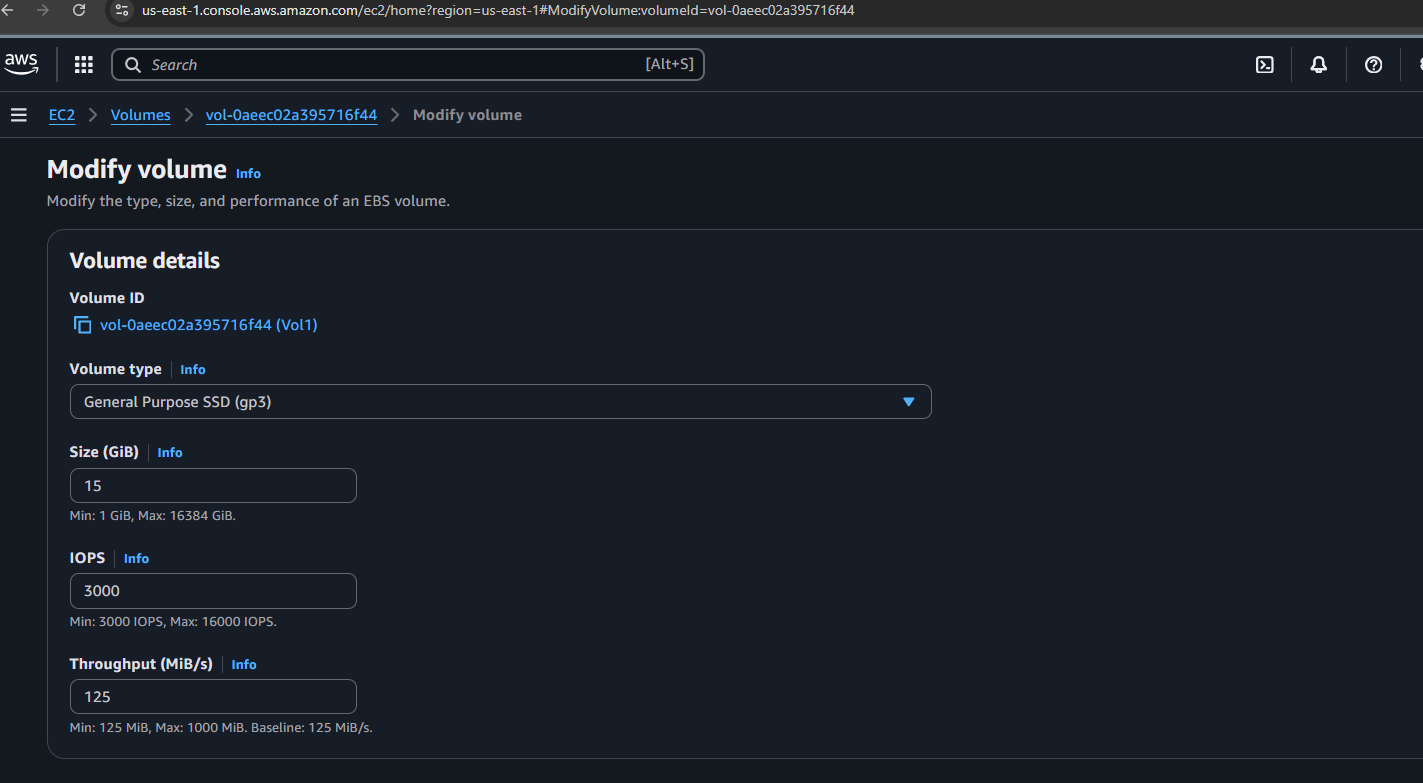 us-east-1.console.aws.amazon.com/ec2/home?region=us-east-1#ModifyVolume:volumeId=vol-0aeec02a395716f44
aws Search [Alt+S]
EC2 > Volumes > vol-0aeec02a395716f44 > Modify volume
Modify volume Info
Modify the type, size, and performance of an EBS volume.
Volume details
Volume ID
vol-0aeec02a395716f44 (Vol1)
Volume type Info
General Purpose SSD (gp3)
Size (GiB) Info
15
Min: 1 GiB, Max: 16384 GiB.
IOPS Info
3000
Min: 3000 IOPS, Max: 16000 IOPS.
Throughput (MiB/s) Info
125
Min: 125 MiB, Max: 1000 MiB. Baseline: 125 MiB/s.